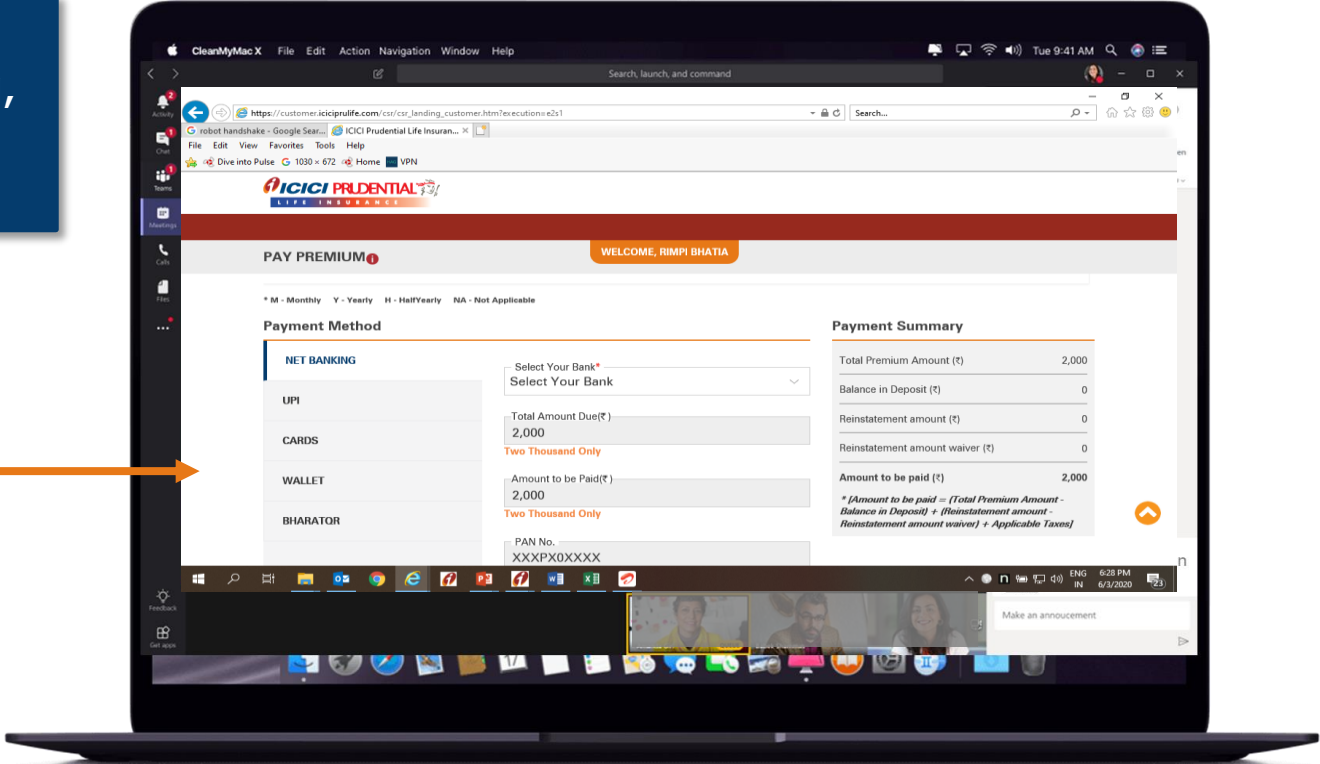 ,
CleanMyMac X File Edit Action Navigation Window Help Tue 9:41 AM
Search, launch, and command
2
Activity
https://customer.iciciprulife.com/csr/csr_landing_customer.htm?execution=e2s1 Search...
G robot handshake - Google Sear... ICICI Prudential Life Insuran...
1
Chat
File Edit View Favorites Tools Help
en
Dive into Pulse G 1030 × 672 Home VPN
1
Teams
ICICI PRUDENTIAL
LIFE INSURANCE
Meetings
PAY PREMIUM
WELCOME, RIMPI BHATIA
Calls
Files
* M - Monthly Y - Yearly H - HalfYearly NA - Not Applicable
Payment Method
Payment Summary
NET BANKING
Select Your Bank*
Select Your Bank
UPI
Total Amount Due(₹)
2,000
Two Thousand Only
CARDS
WALLET
Amount to be Paid(₹)
2,000
Two Thousand Only
BHARATQR
PAN No.
XXXPX0XXXX
Total Premium Amount (₹) 2,000
Balance in Deposit (₹) 0
Reinstatement amount (₹) 0
Reinstatement amount waiver (₹) 0
Amount to be paid (₹) 2,000
* [Amount to be paid = (Total Premium Amount -
Balance in Deposit) + (Reinstatement amount -
Reinstatement amount waiver) + Applicable Taxes]
n
ENG 6:28 PM
IN 6/3/2020
23
Feedback
Get apps
Make an annoucement
17